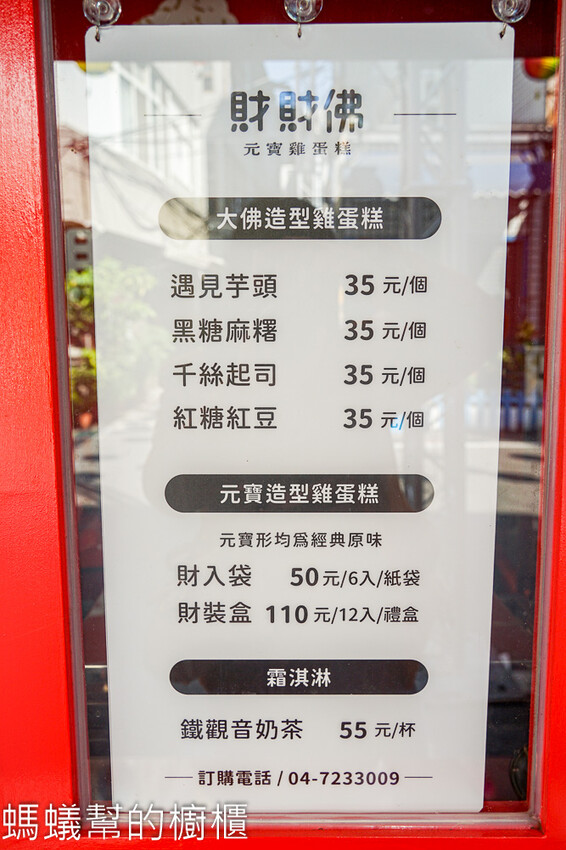 財財佛
元寶雞蛋糕
大佛造型雞蛋糕
遇見芋頭 35 元/個
黑糖麻糬 35 元/個
千絲起司 35 元/個
紅糖紅豆 35 元/個
元寶造型雞蛋糕
元寶形均為經典原味
財入袋 50元/6入/紙袋
財裝盒 110元/12入/禮盒
霜淇淋
鐵觀音奶茶 55 元/杯
訂購電話 / 04-7233009
螞蟻幫的櫥櫃